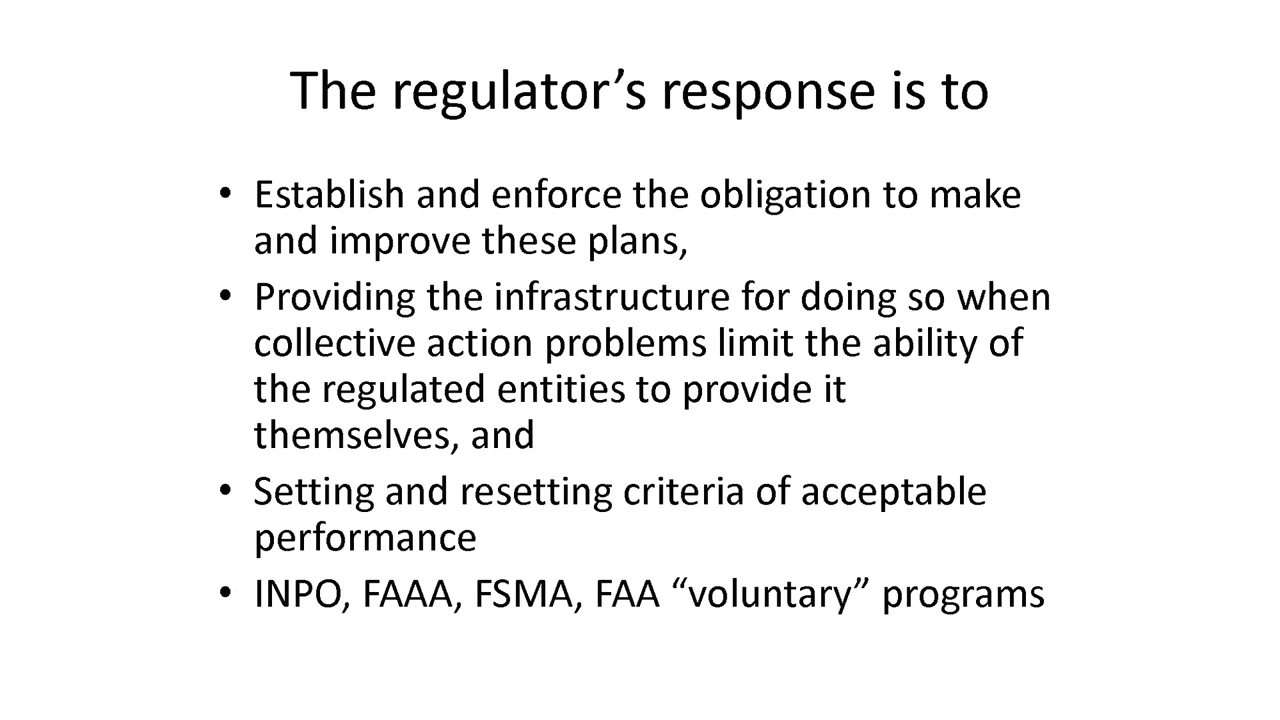 The regulator’s response is to
• Establish and enforce the obligation to make
and improve these plans,
• Providing the infrastructure for doing so when
collective action problems limit the ability of
the regulated entities to provide it
themselves, and
• Setting and resetting criteria of acceptable
performance
• INPO, FAAA, FSMA, FAA “voluntary” programs